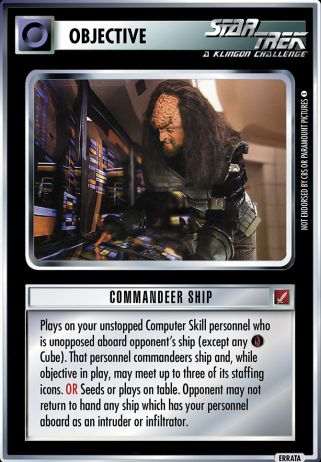 OBJECTIVE
STAR TREK
A KLINGON CHALLENGE
NOT ENDORSED BY CBS OR PARAMOUNT PICTURES
COMMANDEER SHIP
Plays on your unstopped Computer Skill personnel who
is unopposed aboard opponent's ship (except any
Cube). That personnel commandeers ship and, while
objective in play, may meet up to three of its staffing
icons. OR Seeds or plays on table. Opponent may not
return to hand any ship which has your personnel
aboard as an intruder or infiltrator.
ERRATA